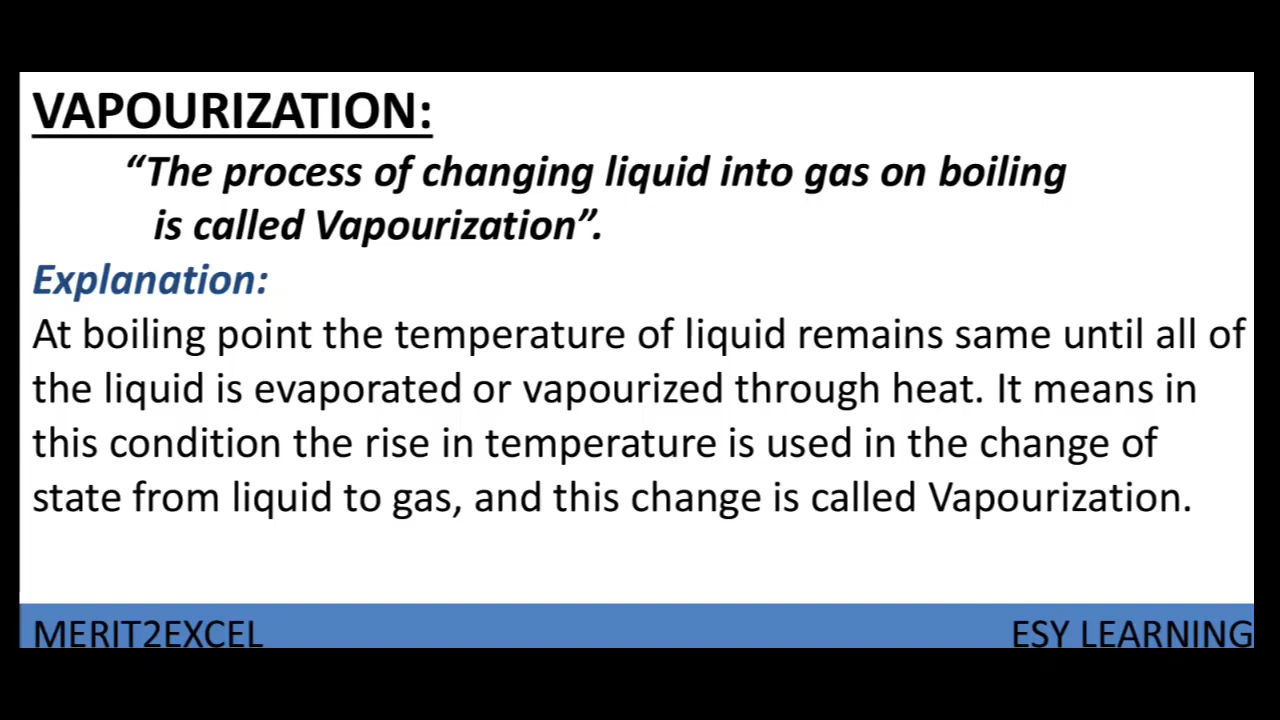 VAPOURIZATION:
“The process of changing liquid into gas on boiling
is called Vapourization”.
Explanation:
At boiling point the temperature of liquid remains same until all of
the liquid is evaporated or vapourized through heat. It means in
this condition the rise in temperature is used in the change of
state from liquid to gas, and this change is called Vapourization.
MERIT2EXCEL
ESY LEARNING